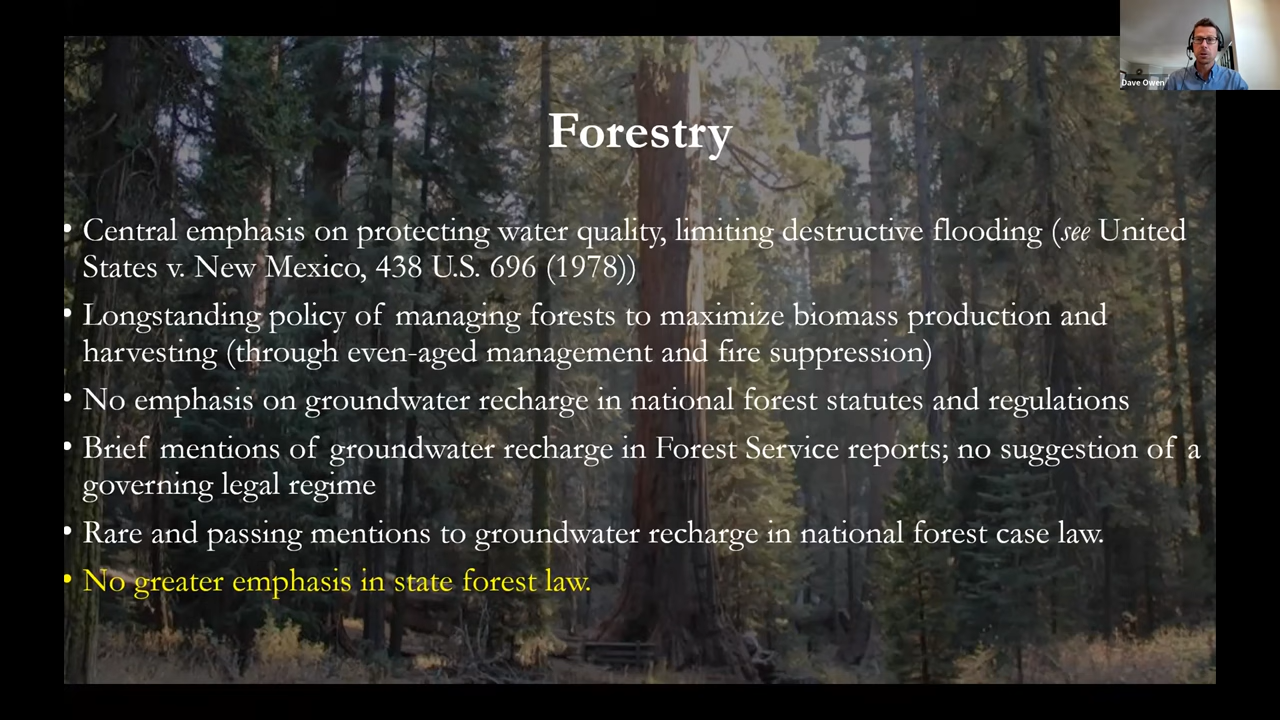 Dave Owen
Forestry
• Central emphasis on protecting water quality, limiting destructive flooding (see United
States v. New Mexico, 438 U.S. 696 (1978))
• Longstanding policy of managing forests to maximize biomass production and
harvesting (through even-aged management and fire suppression)
• No emphasis on groundwater recharge in national forest statutes and regulations
• Brief mentions of groundwater recharge in Forest Service reports; no suggestion of a
governing legal regime
• Rare and passing mentions to groundwater recharge in national forest case law.
• No greater emphasis in state forest law.